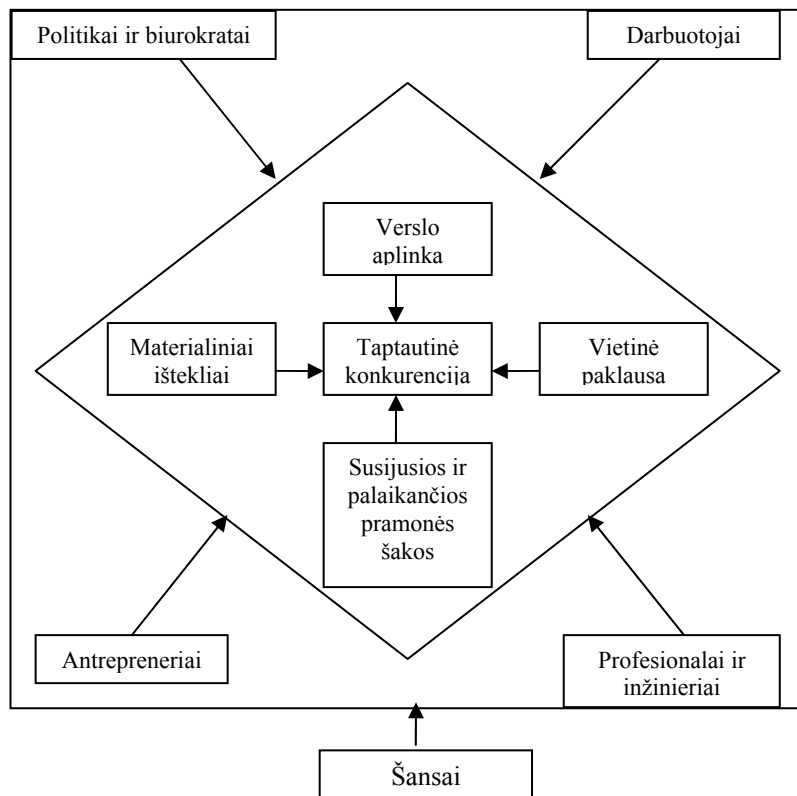 Politikai ir biurokratai
Darbuotojai
Verslo
aplinka
Materialiniai
ištekliai
Taptautinė
konkurencija
Vietinė
paklausa
Susijusios ir
palaikančios
pramonės
šakos
Antrepreneriai
Profesionalai ir
inžinieriai
Šansai